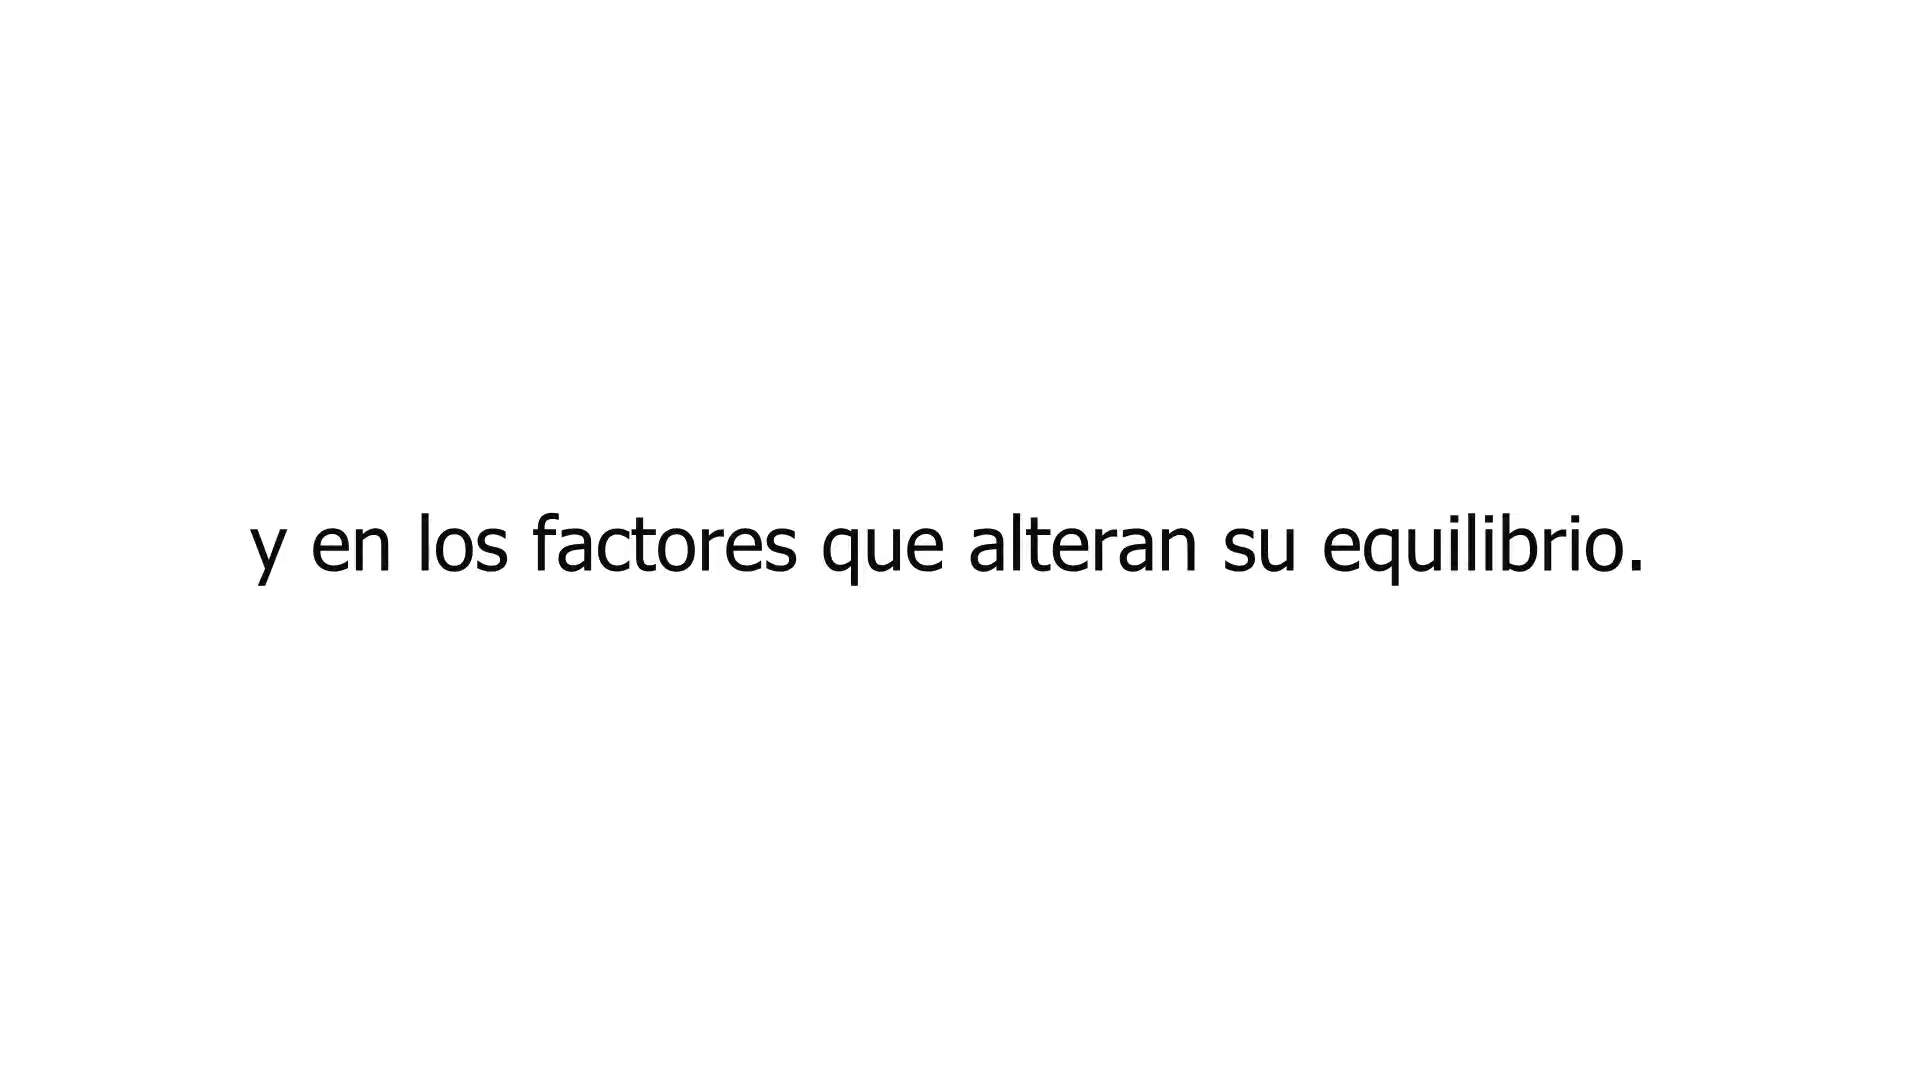 y en los factores que alteran su equilibrio.